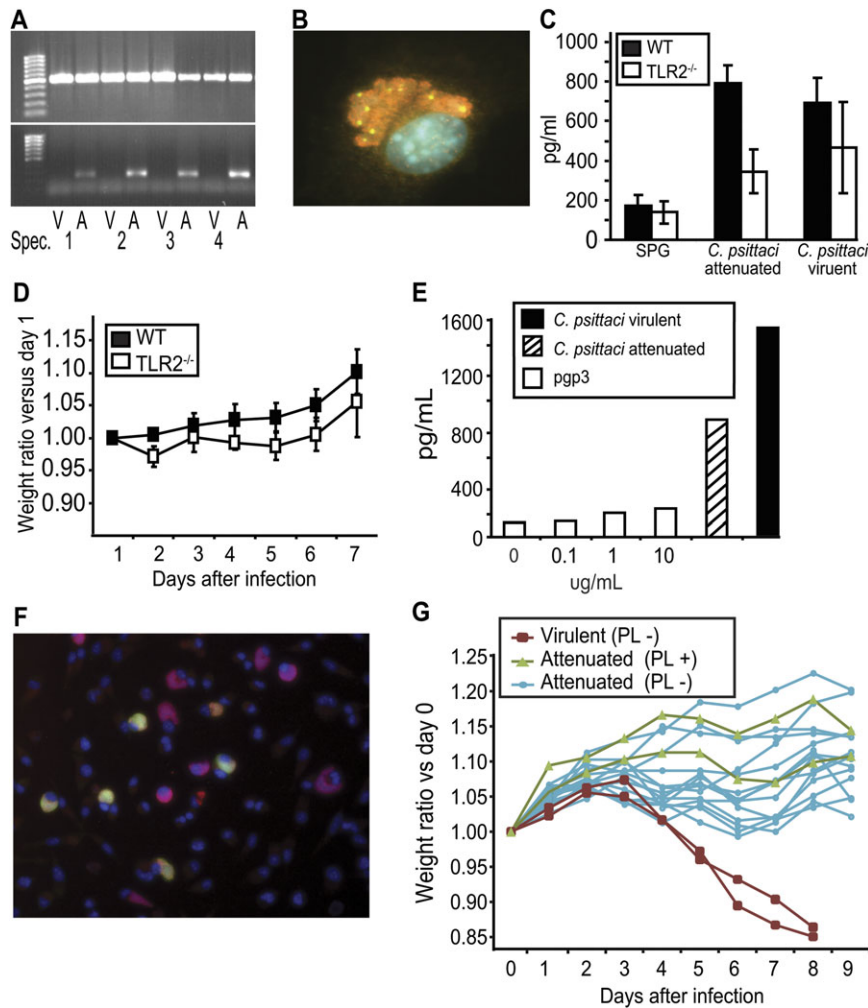 A
V A V A V A V A
Spec. 1 2 3 4
B
C
WT
TLR2-/-
pg/ml
1000
800
600
400
200
0
SPG
C. psittaci attenuated
C. psittaci viruent
D
WT
TLR2-/-
Weight ratio versus day 1
1.15
1.10
1.05
1.00
0.95
0.90
1 2 3 4 5 6 7
Days after infection
E
C. psittaci virulent
C. psittaci attenuated
pgp3
pg/mL
1600
1200
800
400
0 0.1 1 10
ug/mL
F
G
Virulent (PL -)
Attenuated (PL +)
Attenuated (PL -)
Weight ratio vs day 0
1.25
1.20
1.15
1.10
1.05
1.00
0.95
0.90
0.85
0 1 2 3 4 5 6 7 8 9
Days after infection